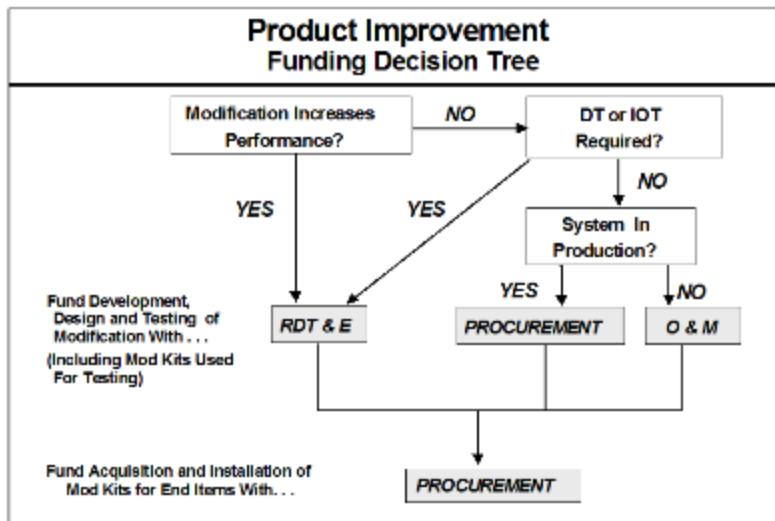 Product Improvement
Funding Decision Tree
Modification Increases
Performance?
NO
DT or IOT
Required?
YES
YES
NO
System In
Production?
YES
NO
Fund Development,
Design and Testing of
Modification With . . .
(Including Mod Kits Used
For Testing)
RDT & E
PROCUREMENT
O & M
Fund Acquisition and Installation of
Mod Kits for End Items With. . .
PROCUREMENT